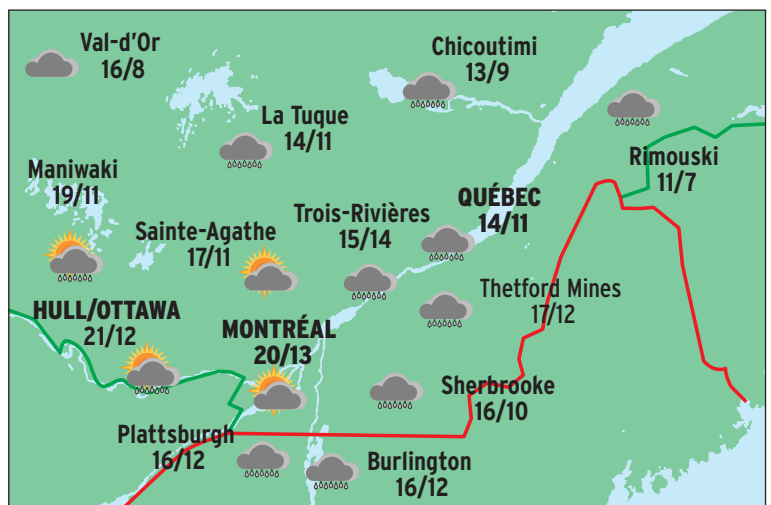 Val-d'Or
16/8
Chicoutimi
13/9
La Tuque
14/11
Rimouski
11/7
Maniwaki
19/11
Sainte-Agathe
17/11
Trois-Rivières
15/14
QUÉBEC
14/11
HULL/OTTAWA
21/12
MONTRÉAL
20/13
Thetford Mines
17/12
Sherbrooke
16/10
Plattsburgh
16/12
Burlington
16/12